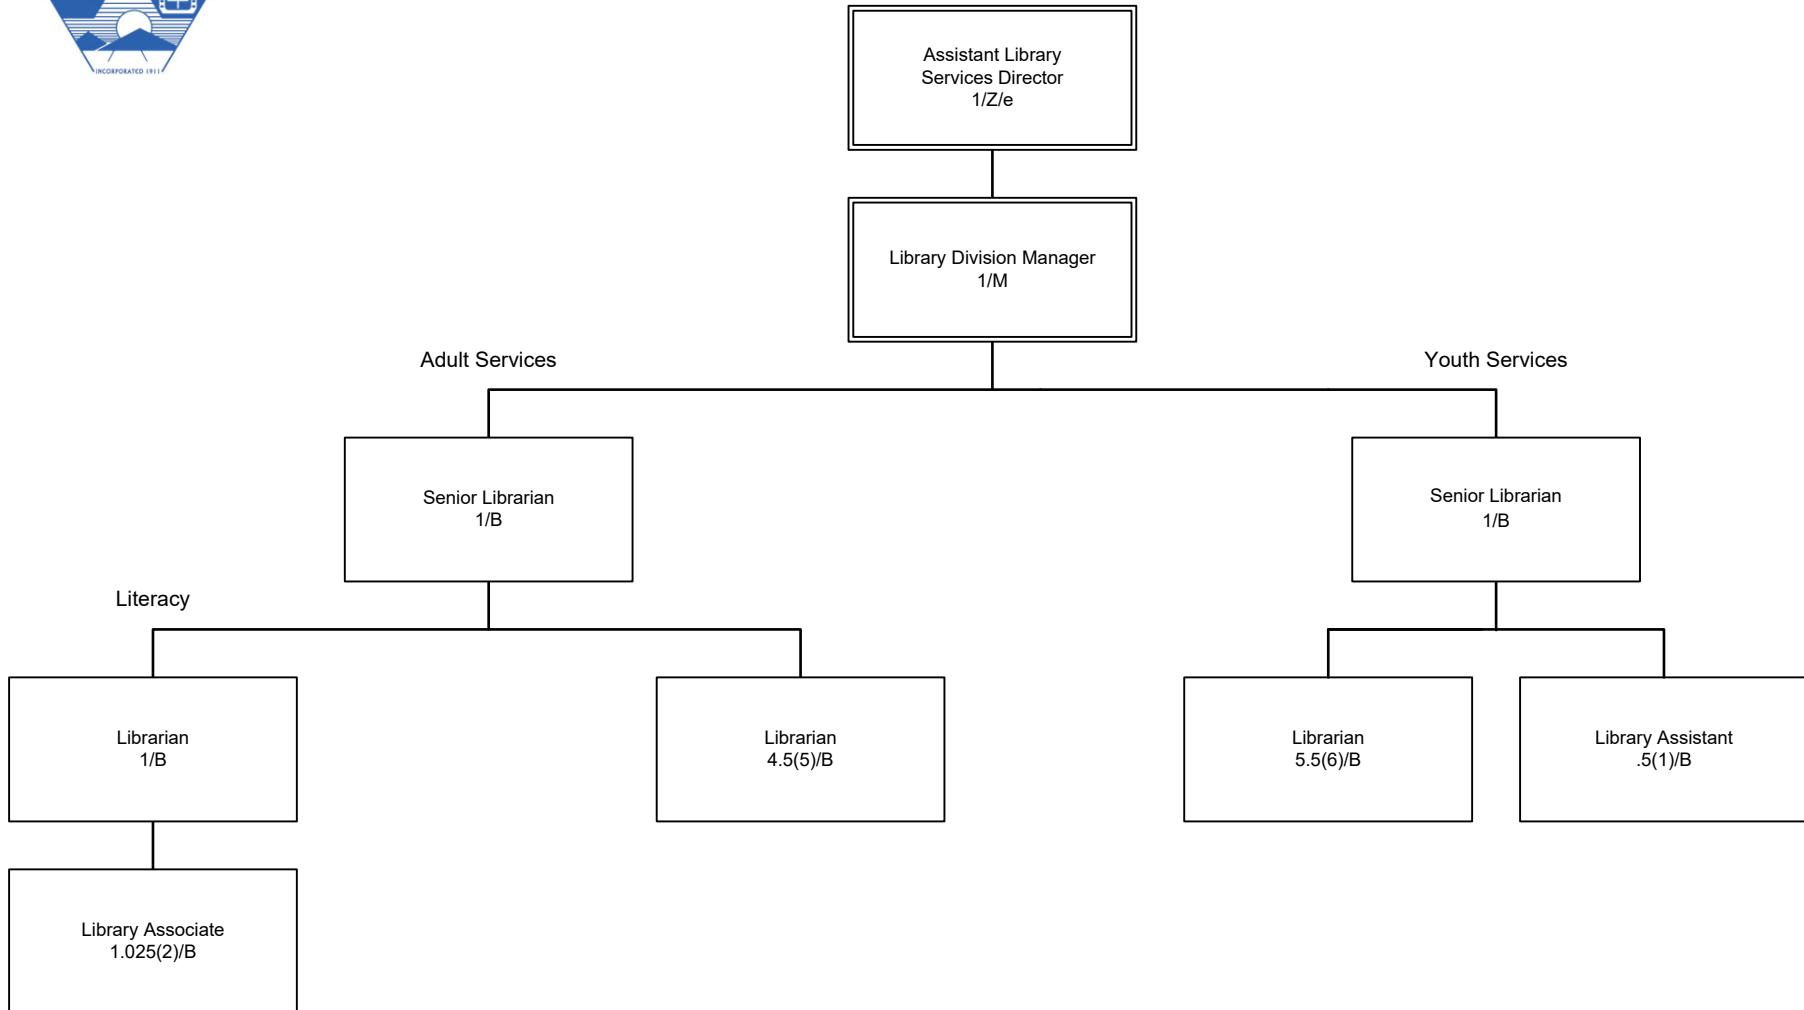 INCORPORATED 1911
Assistant Library
Services Director
1/Z/e
Library Division Manager
1/M
Adult Services
Youth Services
Senior Librarian
1/B
Senior Librarian
1/B
Literacy
Librarian
1/B
Librarian
4.5(5)/B
Librarian
5.5(6)/B
Library Assistant
.5(1)/B
Library Associate
1.025(2)/B